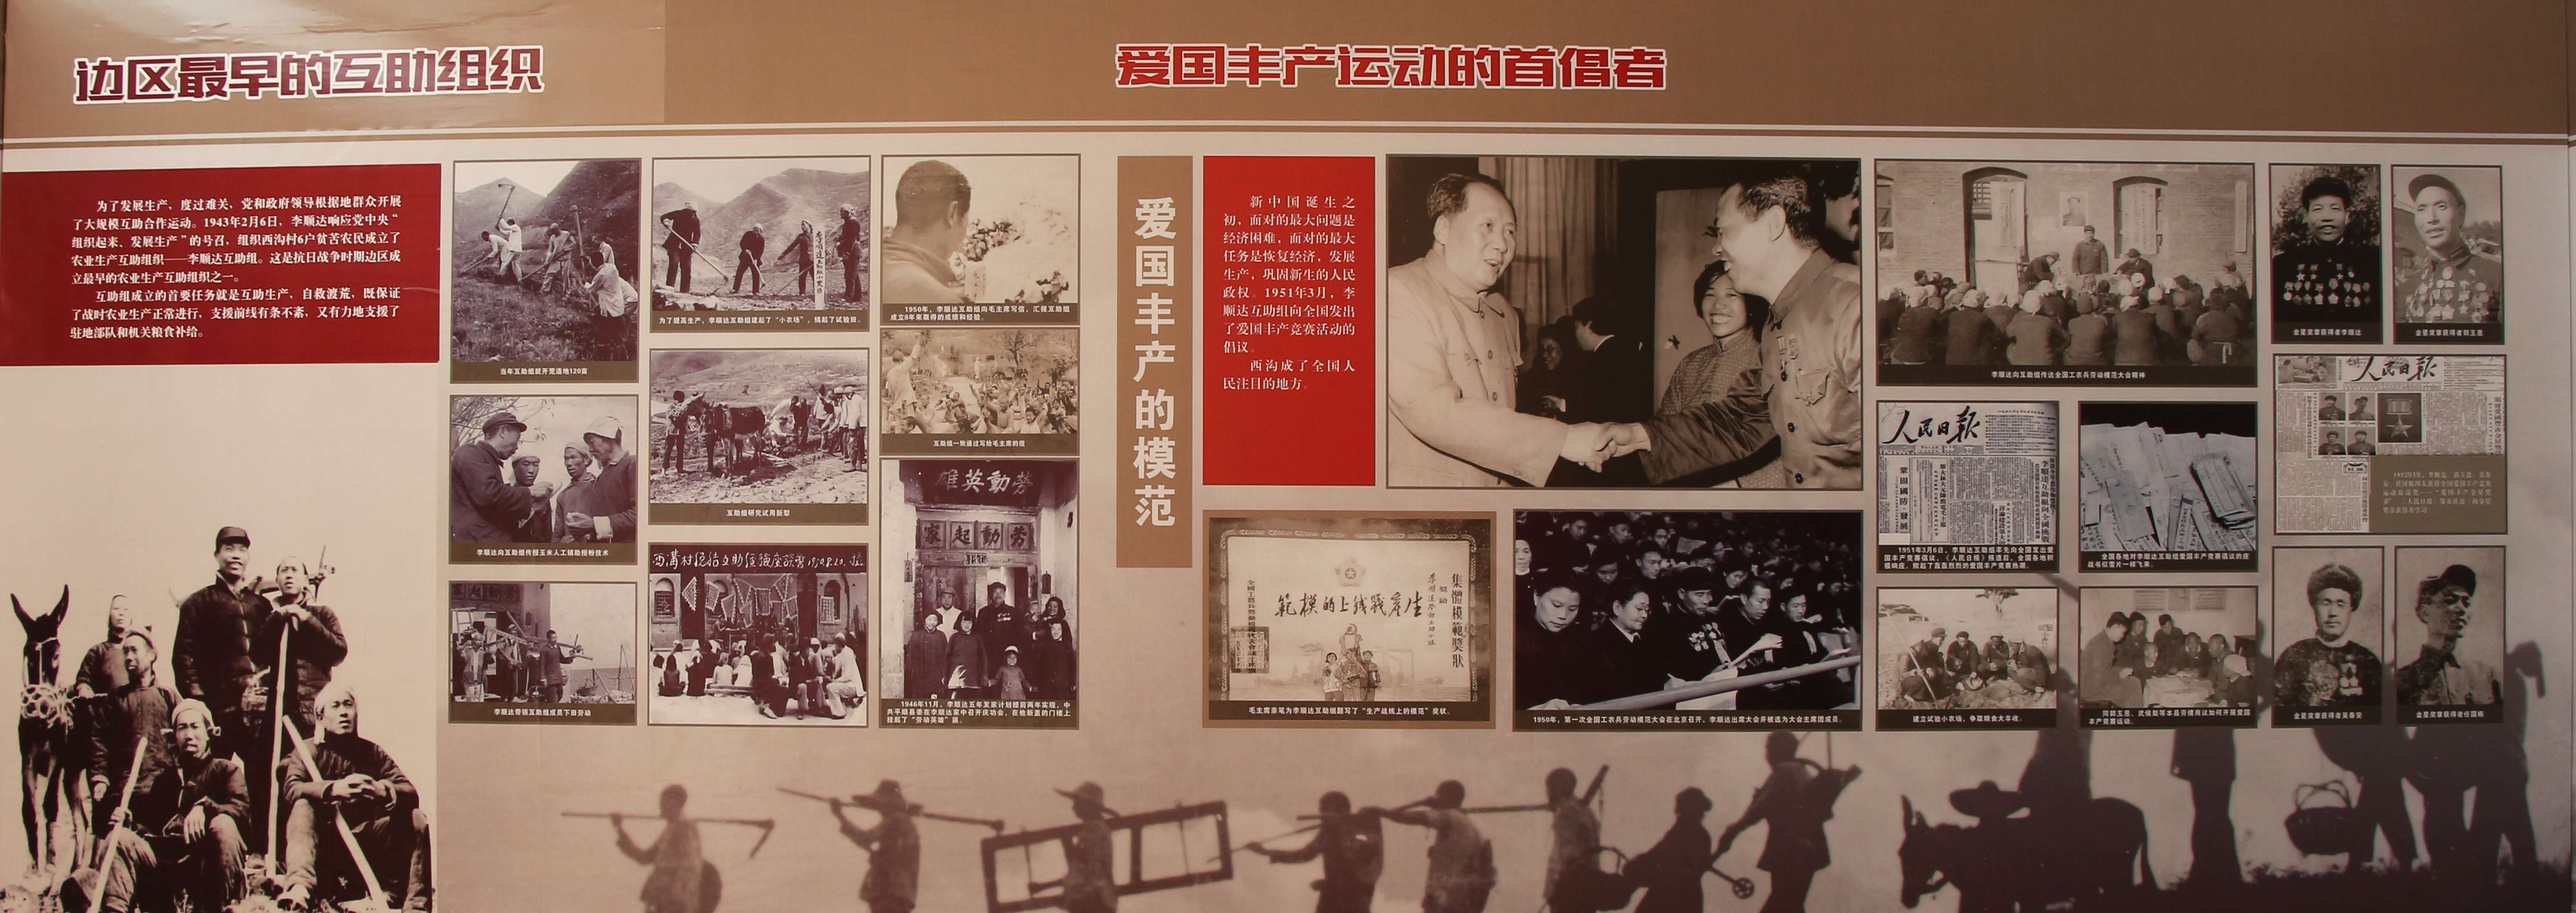 边区最早的互助组织
爱国丰产运动的首倡者
为了发展生产，度过难关，党和政府领导根据地群众开展
了大规模互助合作运动。1943年2月6日，李顺达响应党中央“
组织起来、发展生产”的号召，组织西沟村6户贫苦农民成立了
农业生产互助组织——李顺达互助组。这是抗日战争时期边区成
立最早的农业生产互助组织之一。
互助组成立的首要任务就是互助生产，自救渡荒，既保证
了战时农业生产正常进行，支援前线有条不紊，又有力地支援了
驻地部队和机关粮食补给。
当年互助组就开荒造地120亩
李顺达向互助组传授玉米人工辅助授粉技术
李顺达带领互助组成员下田劳动
为了提高生产，李顺达互助组建起了“小农场”，搞起了试验田。
互助组研究试用新犁
1950年，李顺达互助组向毛主席写信，汇报互助组
成立8年来取得的成绩和经验。
互助组一致通过写给毛主席的信
雄英動劳
家起動劳
1946年11月，李顺达五年发家计划提前两年实现，中
共平顺县委在李顺达家中召开庆功会，在他新盖的门楼上
挂起了“劳动英雄”匾。
爱国丰产的模范
新中国诞生之
初，面对的最大问题是
经济困难，面对的最大
任务是恢复经济，发展
生产，巩固新生的人民
政权。1951年3月，李
顺达互助组向全国发出
了爱国丰产竞赛活动的
倡议。
西沟成了全国人
民注目的地方。
集體模範獎狀
範模的上线戰產生
毛主席亲笔为李顺达互助组题写了“生产战线上的模范”奖状。
1950年，第一次全国工农兵劳动模范大会在北京召开，李顺达出席大会并被选为大会主席团成员。
李顺达向互助组传达全国工农兵劳动模范大会精神
人民日报
鞏固國防發展
1951年3月6日，李顺达互助组率先向全国发出爱
国丰产竞赛倡议，《人民日报》报道后，全国各地积
极响应，掀起了轰轰烈烈的爱国丰产竞赛热潮。
全国各地对李顺达互助组爱国丰产竞赛倡议的应
战书似雪片一样飞来。
建立试验小农场，争取粮食大丰收。
同郭玉恩、武侯梨等本县劳模商议如何开展爱国
丰产竞赛运动。
金星奖章获得者李顺达
金星奖章获得者郭玉恩
人民日报
金星奖章获得者吴春安
金星奖章获得者任国栋